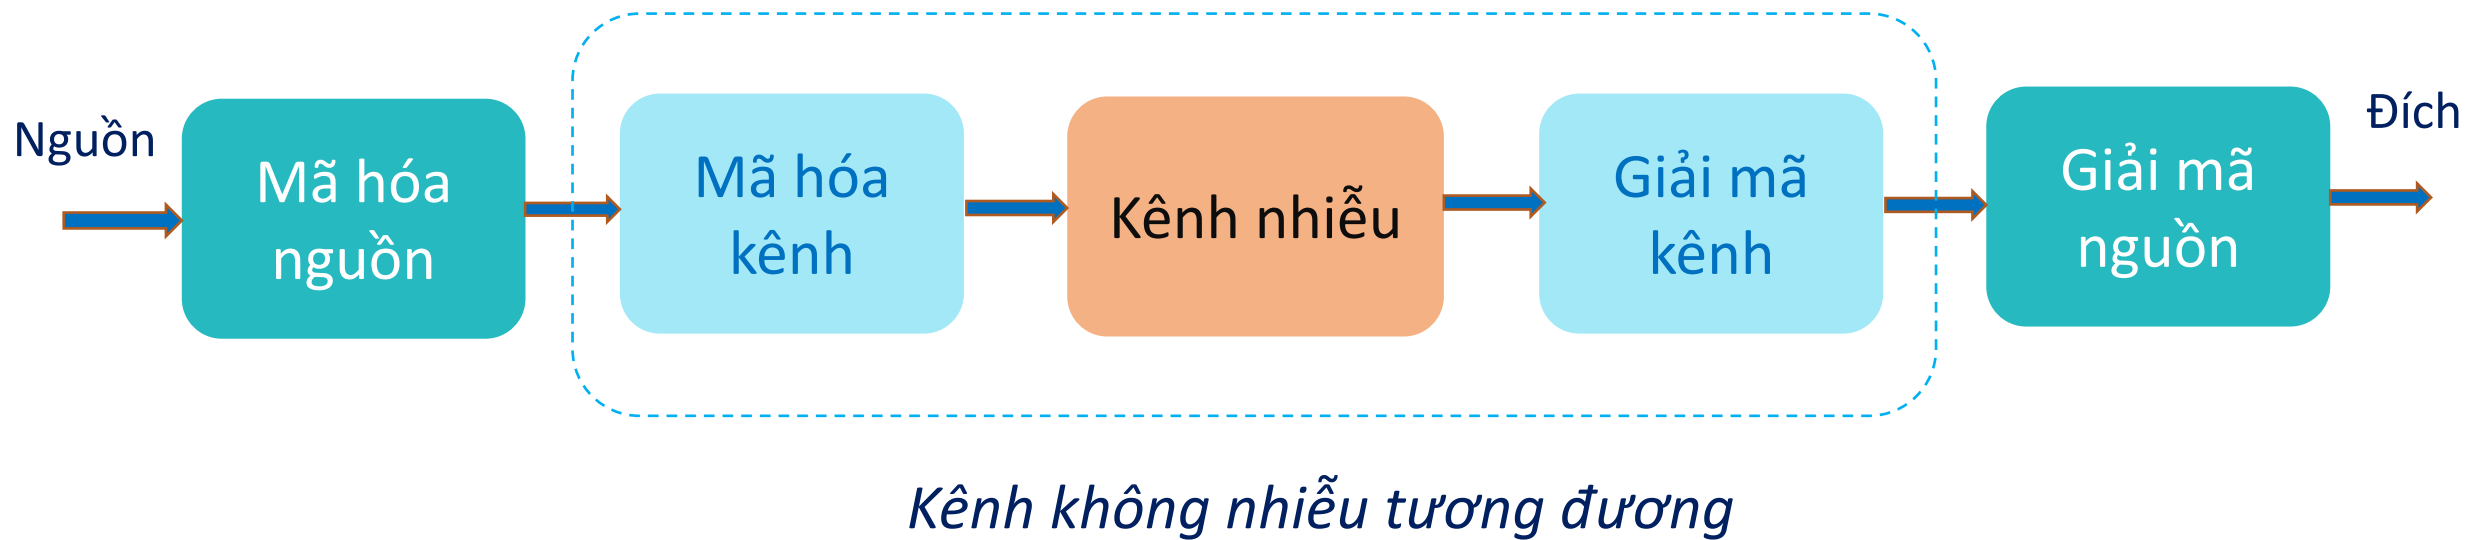 Nguồn
Mã hóa
nguồn
Mã hóa
kênh
Kênh nhiễu
Giải mã
kênh
Giải mã
nguồn
Đích
Kênh không nhiễu tương đương